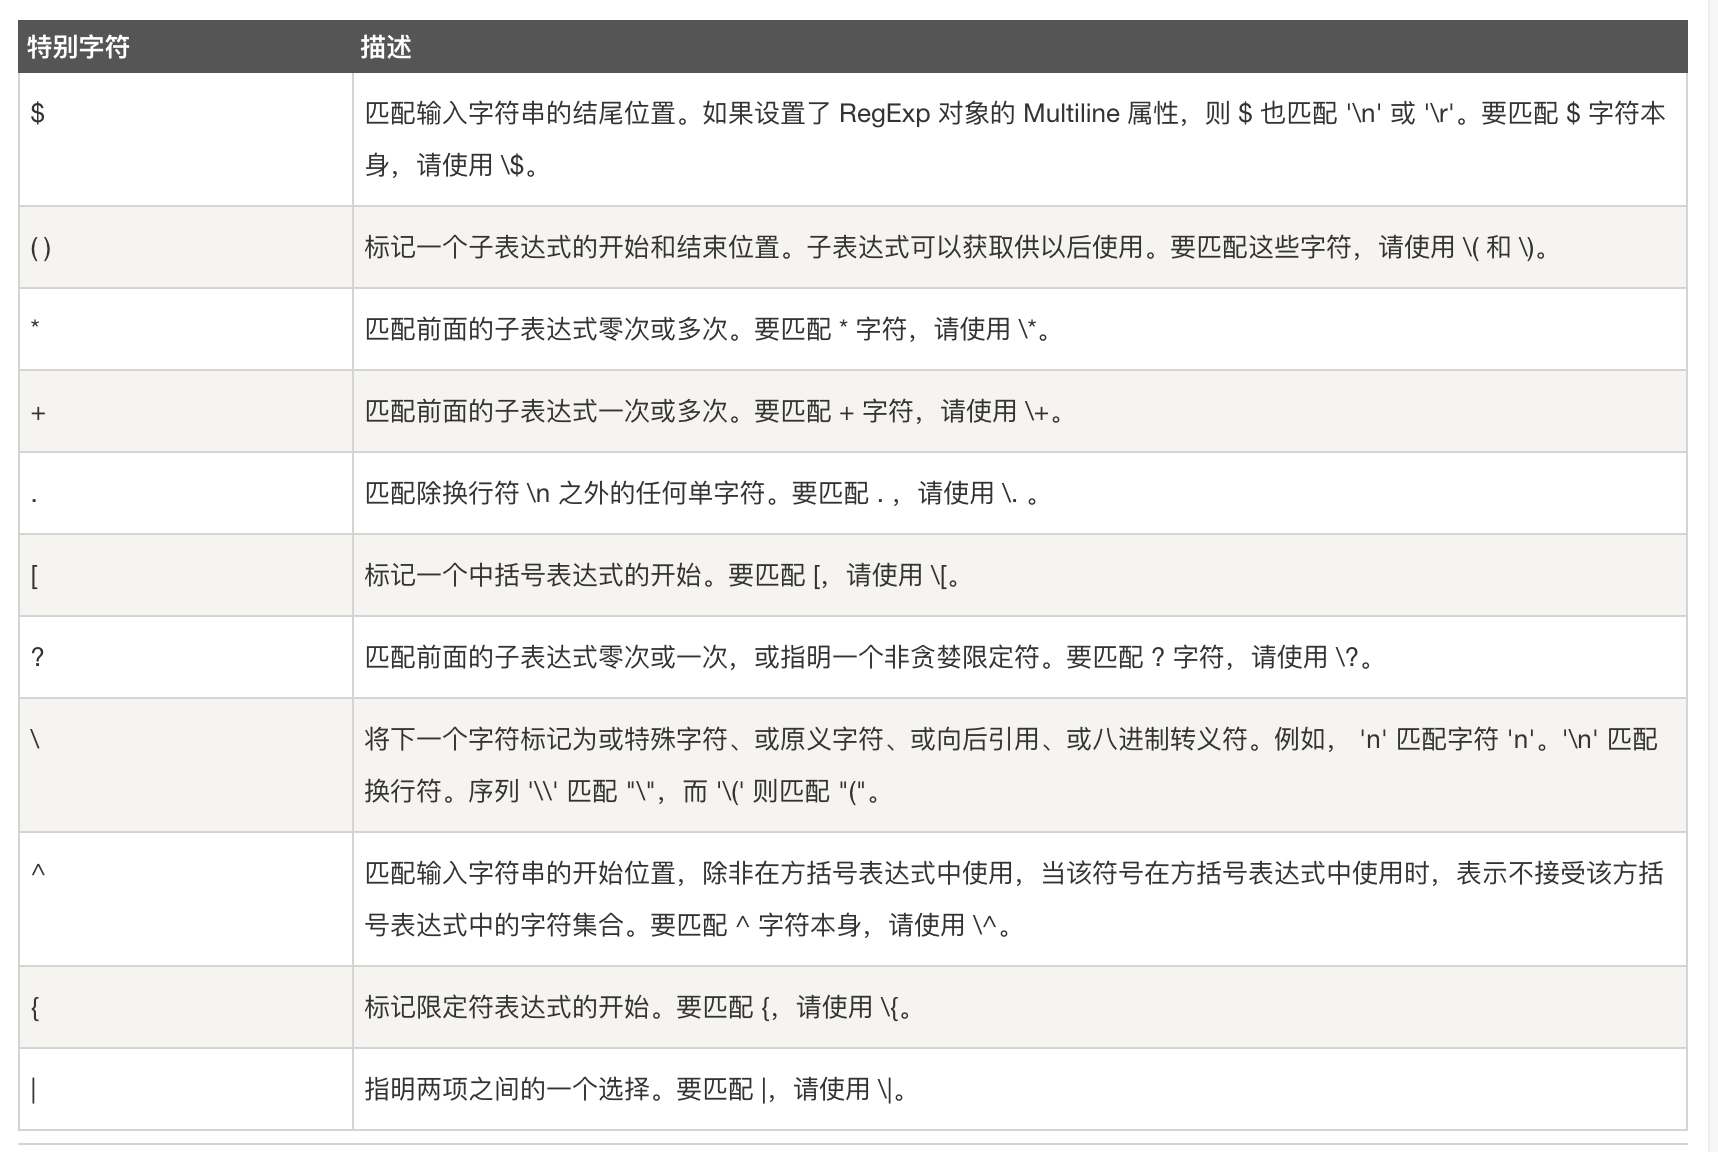 特别字符 描述
$ 匹配输入字符串的结尾位置。如果设置了 RegExp 对象的 Multiline 属性，则 $ 也匹配 '\n' 或 '\r'。要匹配 $ 字符本
身，请使用 \$。
( ) 标记一个子表达式的开始和结束位置。子表达式可以获取供以后使用。要匹配这些字符，请使用 \( 和 \)。
* 匹配前面的子表达式零次或多次。要匹配 * 字符，请使用 \*。
+ 匹配前面的子表达式一次或多次。要匹配 + 字符，请使用 \+。
. 匹配除换行符 \n 之外的任何单字符。要匹配 . ，请使用 \. 。
[ 标记一个中括号表达式的开始。要匹配 [，请使用 \[。
? 匹配前面的子表达式零次或一次，或指明一个非贪婪限定符。要匹配 ? 字符，请使用 \?。
\ 将下一个字符标记为或特殊字符、或原义字符、或向后引用、或八进制转义符。例如， 'n' 匹配字符 'n'。'\n' 匹配
换行符。序列 '\\' 匹配 "\"，而 '\(' 则匹配 "("。
^ 匹配输入字符串的开始位置，除非在方括号表达式中使用，当该符号在方括号表达式中使用时，表示不接受该方括
号表达式中的字符集合。要匹配 ^ 字符本身，请使用 \^。
{ 标记限定符表达式的开始。要匹配 {，请使用 \{。
| 指明两项之间的一个选择。要匹配 |，请使用 \|。